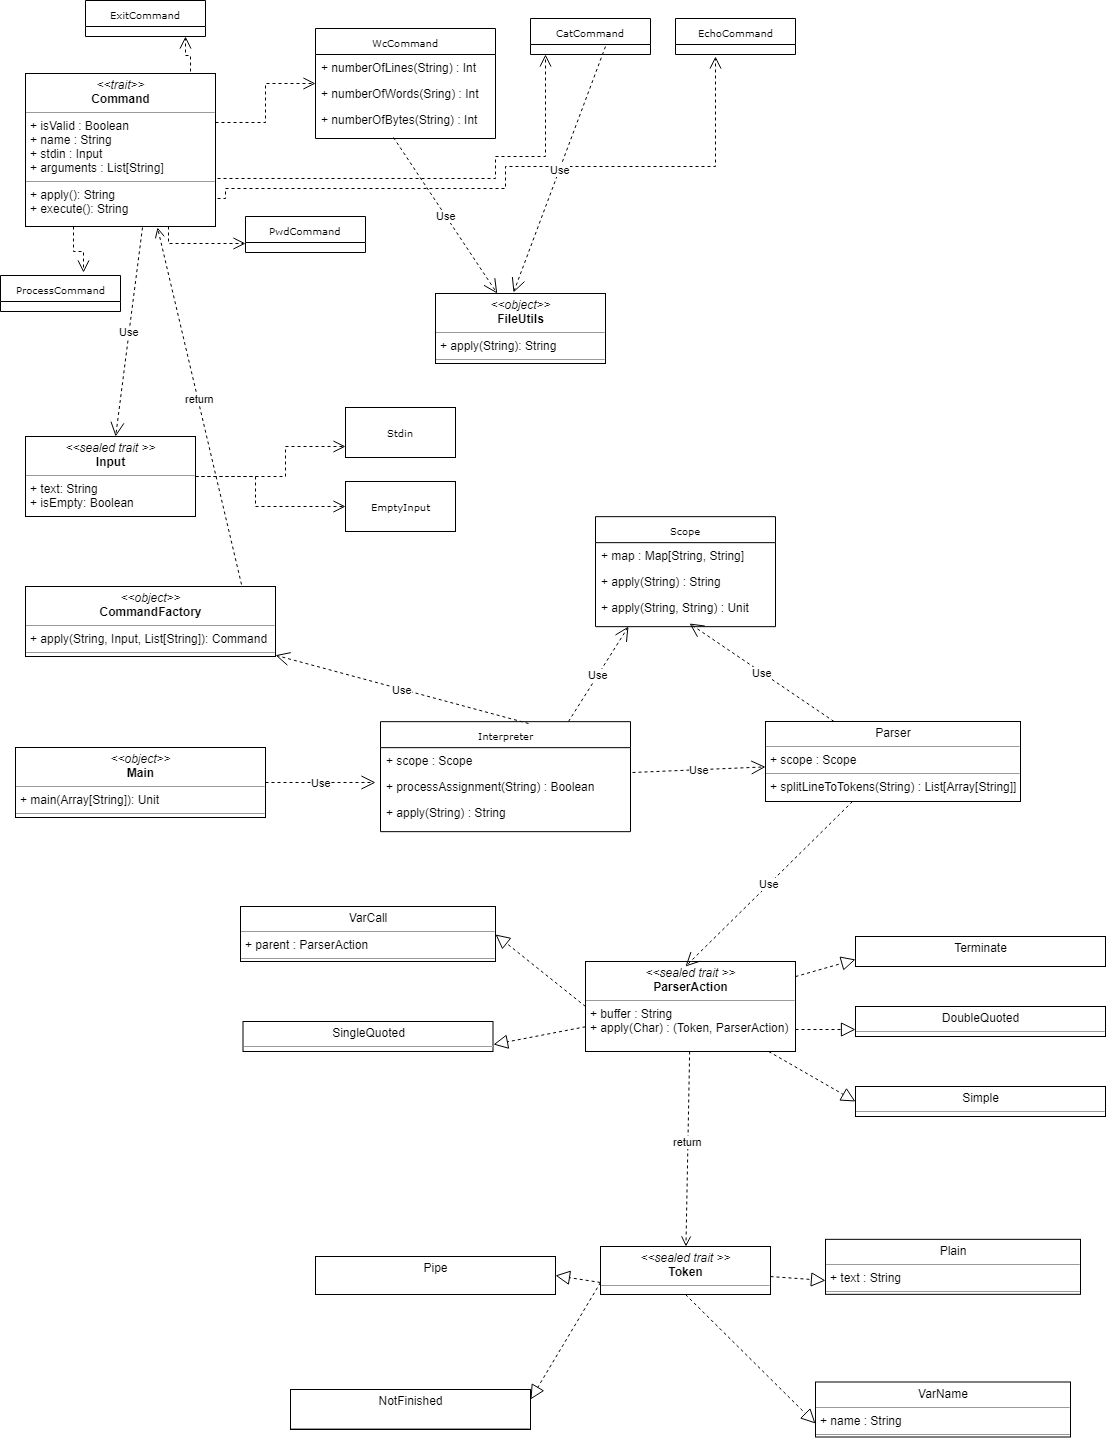 ExitCommand
WcCommand
+ numberOfLines(String) : Int
+ numberOfWords(Sring) : Int
+ numberOfBytes(String) : Int
CatCommand
EchoCommand
<<trait>>
Command
+ isValid : Boolean
+ name : String
+ stdin : Input
+ arguments : List[String]
+ apply(): String
+ execute(): String
Use
Use
PwdCommand
ProcessCommand
Use
<<object>>
FileUtils
+ apply(String): String
return
Stdin
<<sealed trait >>
Input
+ text: String
+ isEmpty: Boolean
EmptyInput
Scope
+ map : Map[String, String]
+ apply(String) : String
+ apply(String, String) : Unit
<<object>>
CommandFactory
+ apply(String, Input, List[String]): Command
Use
Use
Use
<<object>>
Main
+ main(Array[String]): Unit
Use
Interpreter
+ scope : Scope
+ processAssignment(String) : Boolean
+ apply(String) : String
Use
Parser
+ scope : Scope
+ splitLineToTokens(String) : List[Array[String]]
Use
VarCall
+ parent : ParserAction
Terminate
<<sealed trait >>
ParserAction
+ buffer : String
+ apply(Char) : (Token, ParserAction)
SingleQuoted
DoubleQuoted
Simple
return
Pipe
<<sealed trait >>
Token
Plain
+ text : String
NotFinished
VarName
+ name : String